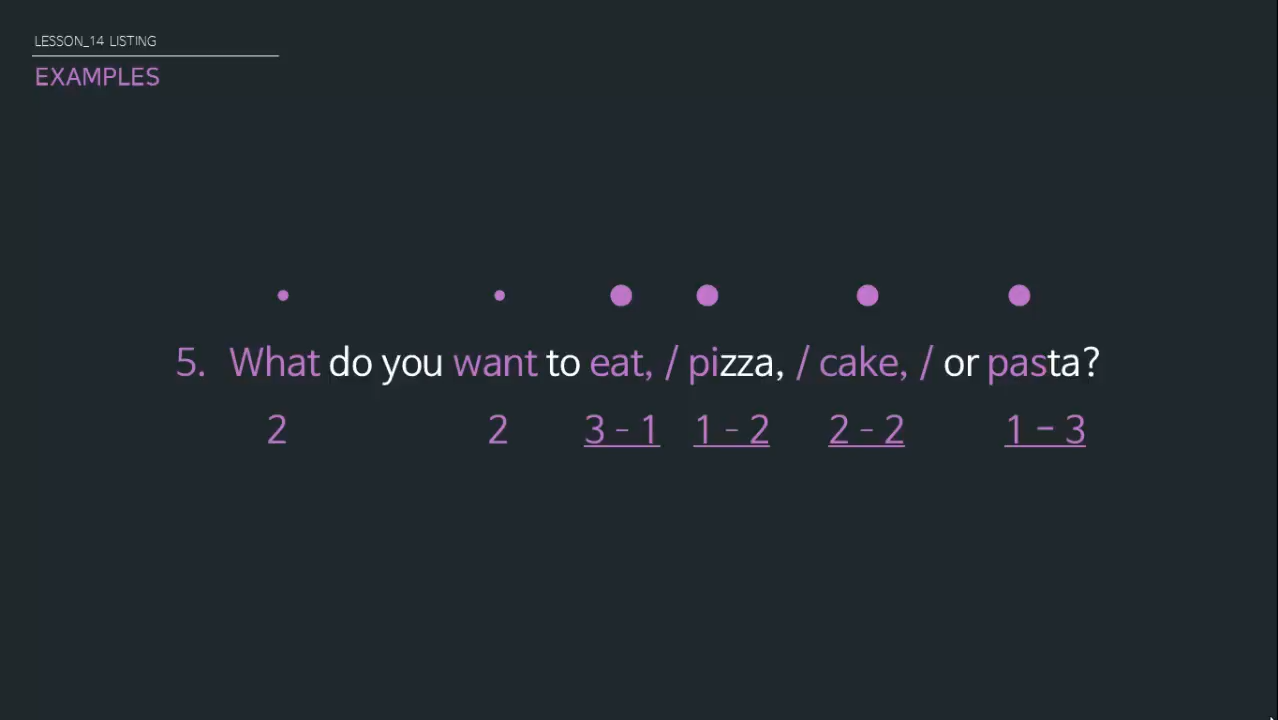 LESSON_14 LISTING
EXAMPLES
5. What do you want to eat, / pizza, / cake, / or pasta?
2 2 3 - 1 1 - 2 2 - 2 1 - 3